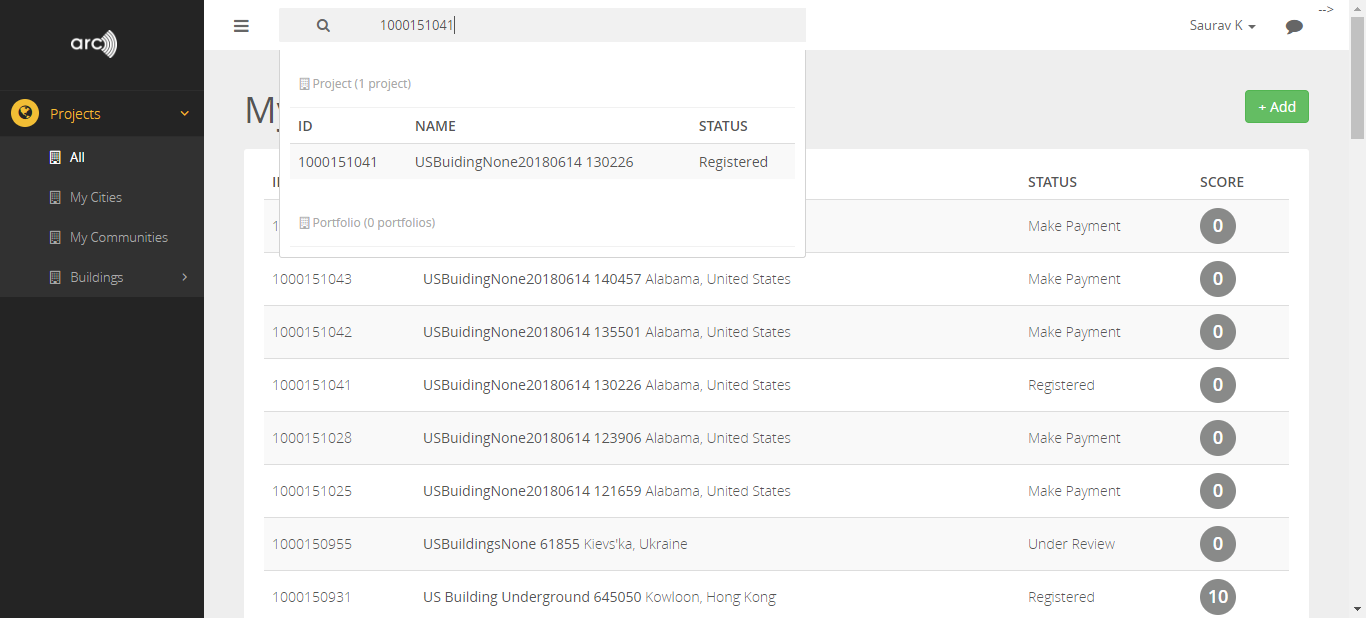 -->
1000151041
Saurav K
arc
Project (1 project)
My
+ Add
Projects
ID NAME STATUS
All
1000151041 USBuidingNone20180614 130226 Registered
STATUS SCORE
My Cities
Portfolio (0 portfolios)
Make Payment 0
My Communities
Buildings
1000151043 USBuidingNone20180614 140457 Alabama, United States Make Payment 0
1000151042 USBuidingNone20180614 135501 Alabama, United States Make Payment 0
1000151041 USBuidingNone20180614 130226 Alabama, United States Registered 0
1000151028 USBuidingNone20180614 123906 Alabama, United States Make Payment 0
1000151025 USBuidingNone20180614 121659 Alabama, United States Make Payment 0
1000150955 USBuildingsNone 61855 Kievs'ka, Ukraine Under Review 0
1000150931 US Building Underground 645050 Kowloon, Hong Kong Registered 10